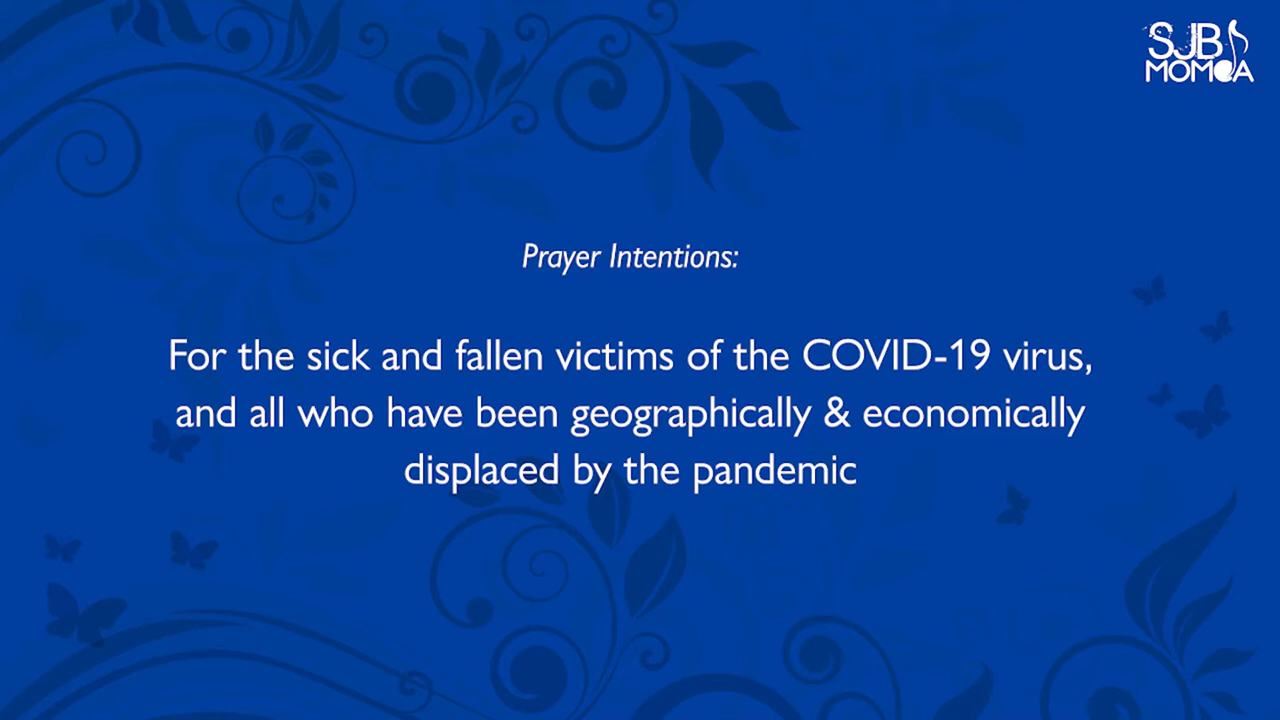 SJB
MOMCA
Prayer Intentions:
For the sick and fallen victims of the COVID-19 virus,
and all who have been geographically & economically
displaced by the pandemic